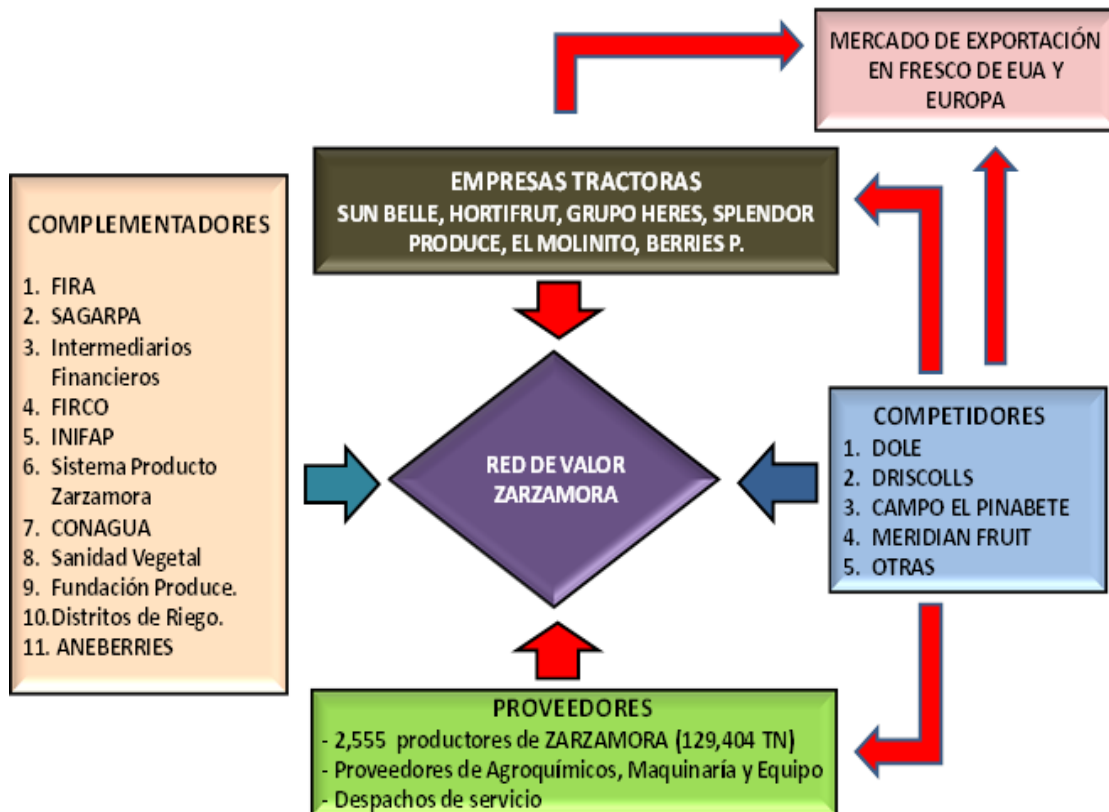 MERCADO DE EXPORTACIÓN
EN FRESCO DE EUA Y
EUROPA
EMPRESAS TRACTORAS
SUN BELLE, HORTIFRUT, GRUPO HERES, SPLENDOR
PRODUCE, EL MOLINITO, BERRIES P.
COMPLEMENTADORES
1. FIRA
2. SAGARPA
3. Intermediarios
Financieros
4. FIRCO
5. INIFAP
6. Sistema Producto
Zarzamora
7. CONAGUA
8. Sanidad Vegetal
9. Fundación Produce.
10.Distritos de Riego.
11. ANEBERRIES
RED DE VALOR
ZARZAMORA
COMPETIDORES
1. DOLE
2. DRISCOLLS
3. CAMPO EL PINABETE
4. MERIDIAN FRUIT
5. OTRAS
PROVEEDORES
- 2,555 productores de ZARZAMORA (129,404 TN)
- Proveedores de Agroquímicos, Maquinaría y Equipo
- Despachos de servicio